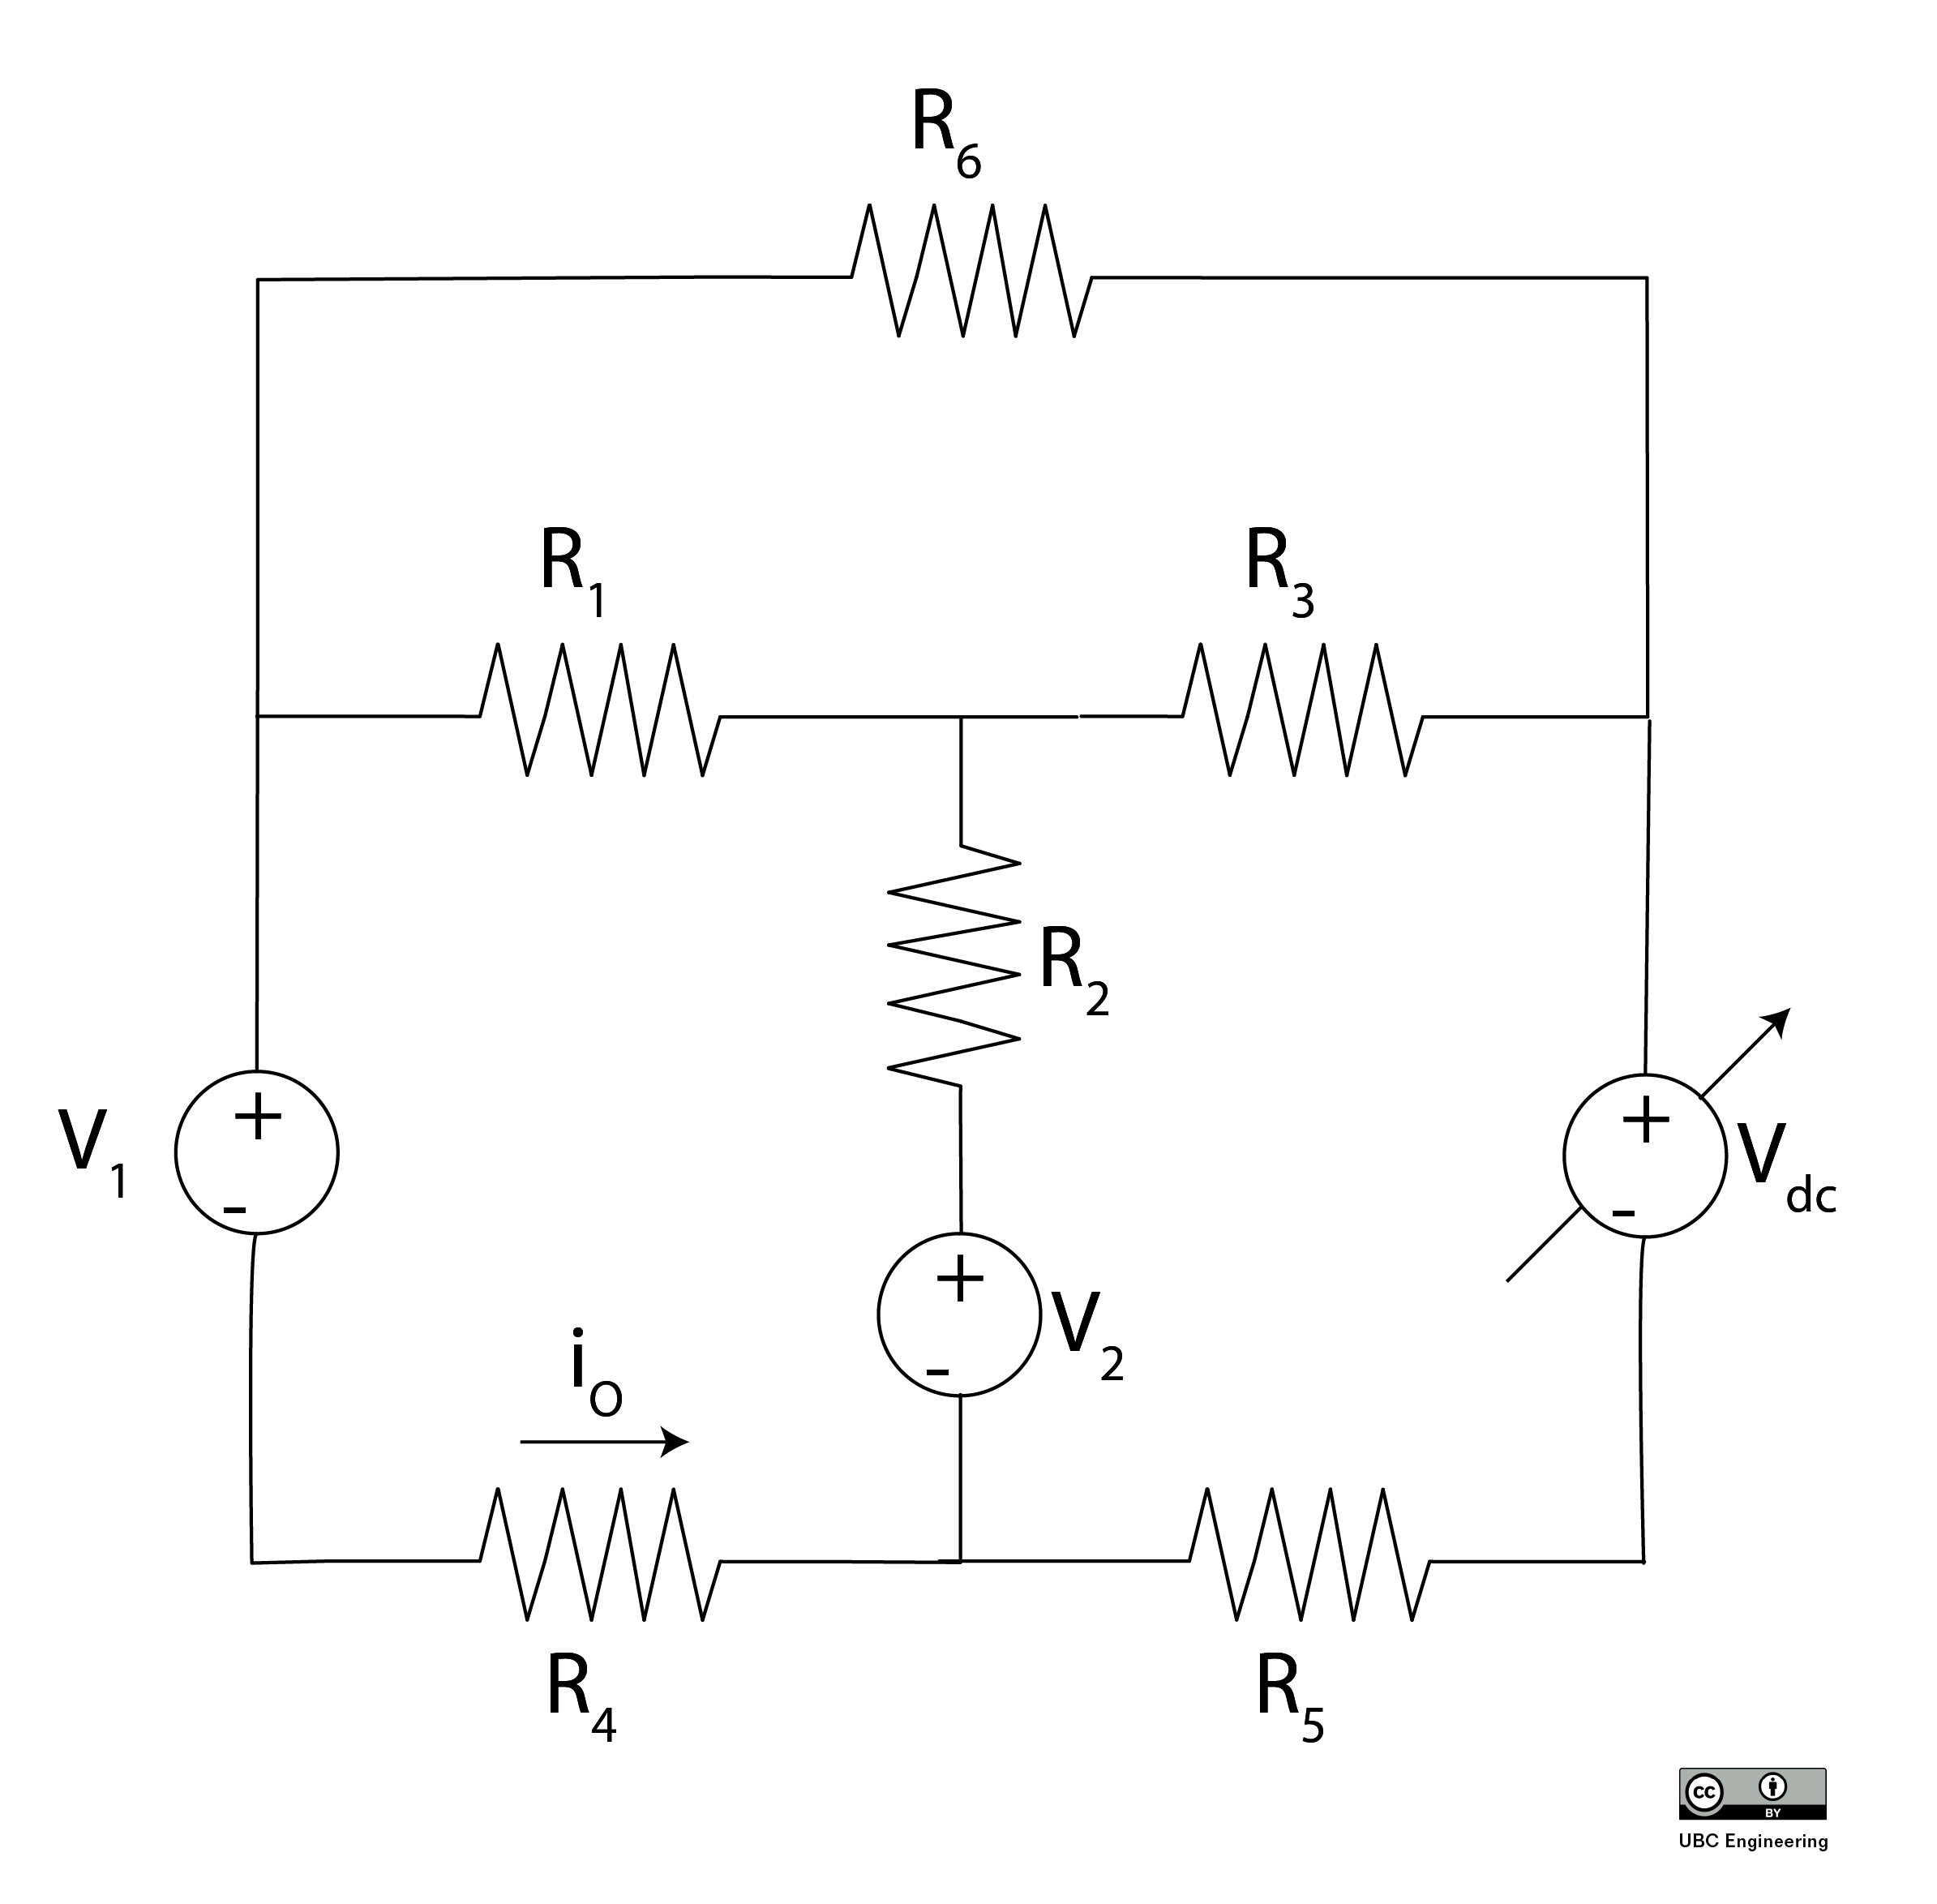 R6
R1
R3
R2
+
+
V1
Vdc
-
-
+
iO
V2
-
R4
R5
cc
BY
UBC Engineering